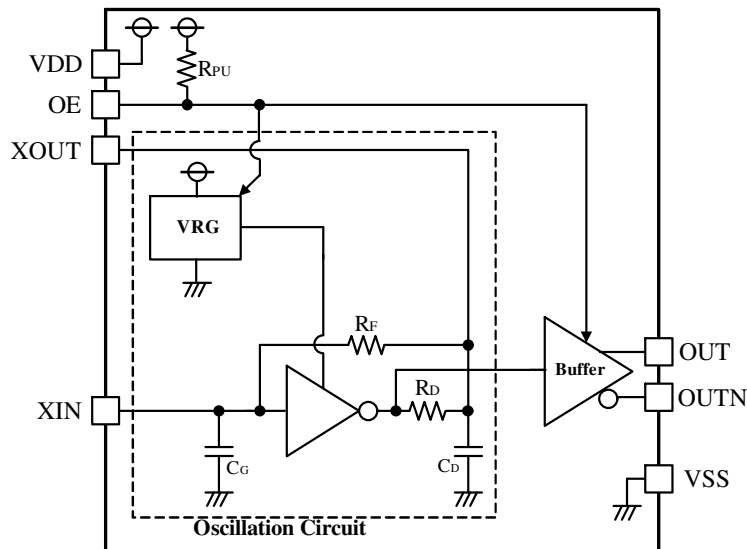 VDD
RPU
OE
XOUT
VRG
RF
XIN
RD
Buffer
OUT
OUTN
CG
CD
VSS
Oscillation Circuit